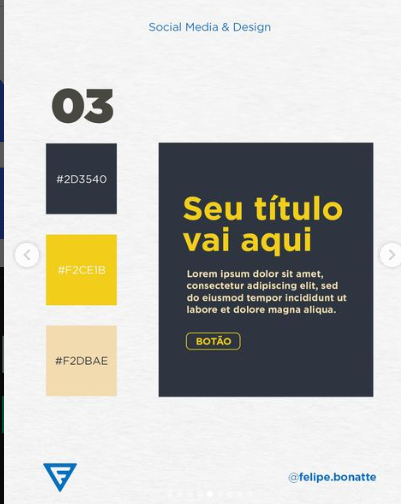 Social Media & Design
03
#2D3540
#F2CE1B
#F2DBAE
Seu título
vai aqui
Lorem ipsum dolor sit amet,
consectetur adipiscing elit, sed
do eiusmod tempor incididunt ut
labore et dolore magna aliqua.
BOTÃO
@felipe.bonatte